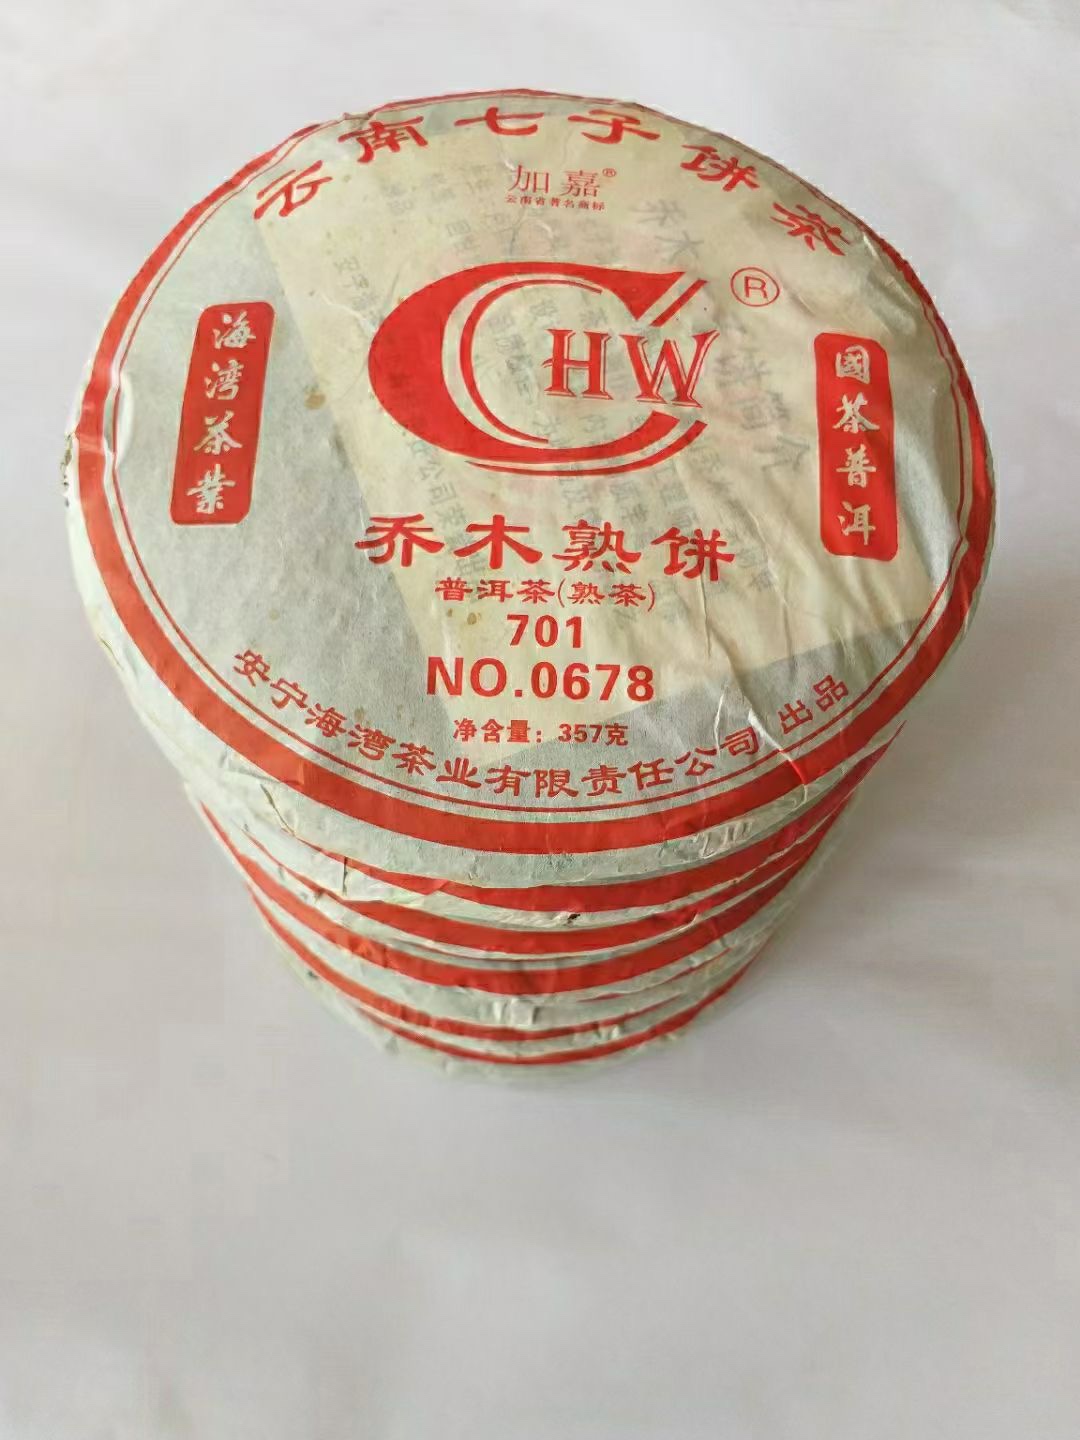 云南七子饼茶
加嘉®
云南省著名商标
CHW®
海湾茶業
國茶普洱
乔木熟饼
普洱茶(熟茶)
701
NO.0678
净含量：357克
安宁海湾茶业有限责任公司 出品